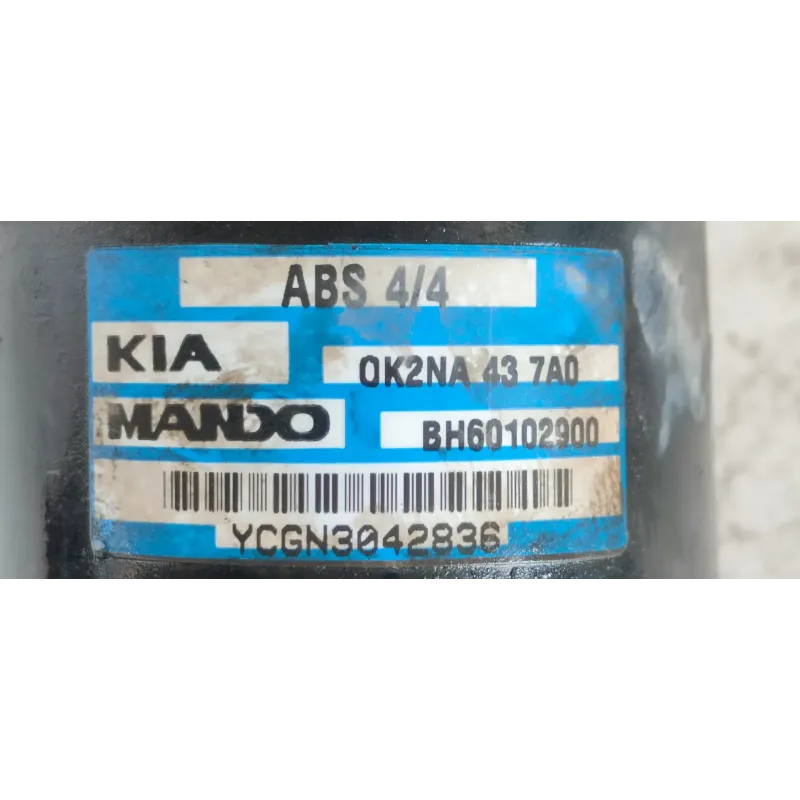 ABS 4/4
KIA 0K2NA 43 7A0
MANDO BH60102900
YCGN3042836